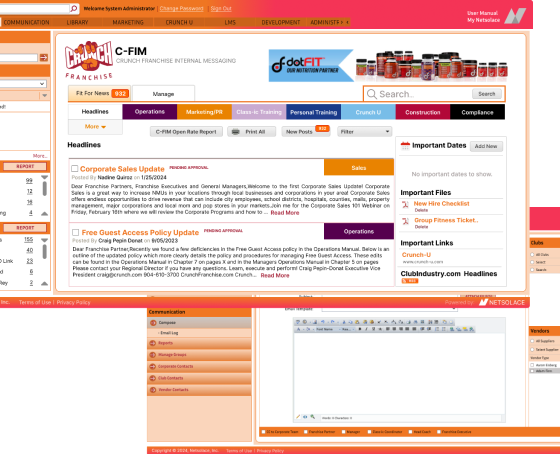 Welcome System Administrator | Change Password | Sign Out
User Manual
My Netsolace
COMMUNICATION LIBRARY MARKETING CRUNCH U LMS DEVELOPMENT ADMINISTR
CRUNCH
FRANCHISE
C-FIM
CRUNCH FRANCHISE INTERNAL MESSAGING
dotFIT
OUR NUTRITION PARTNER
Fit For News 932 Manage
Search.. Search
Headlines Operations Marketing/PR Class-ic Training Personal Training Crunch U Construction Compliance
More
C-FIM Open Rate Report Print All New Posts 932 Filter
Headlines
Corporate Sales Update PENDING APPROVAL
Sales
Posted By Nadine Quiroz on 1/25/2024
Dear Franchise Partners, Franchise Executives and General Managers,Welcome to the first Corporate Sales Update! Corporate
Sales is a great way to increase NMUs in your locations through local businesses and corporations in your area! Corporate Sales
offers endless opportunities to drive revenue that can include city employees, school districts, hospitals, counties, malls, property
management, major corporations and local mom and pop stores in your markets.Join me for the Corporate Sales 101 Webinar on
Friday, February 16th where we will review the Corporate Programs and how to ... Read More
Free Guest Access Policy Update PENDING APPROVAL
Operations
Posted By Craig Pepin-Donat on 9/05/2023
Dear Franchise Partner,Recently we found a few deficiencies in the Free Guest Access policy in the Operations Manual. Below is an
outline of the updated policy which more clearly details the policy and procedures for managing Free Guest Access. These edits
can be found in the Operations Manual in Chapter 7 on pages X and in the Managers Operations Manual in Chapter 5 on pages
Please contact your Regional Director if you have any questions. Learn, execute and perform! Craig Pepin-Donat Executive Vice
President craig@crunch.com 904-610-3700 CrunchFranchise.com Crunch... Read More
Important Dates Add New
No important dates to show.
Important Files
New Hire Checklist
Delete
Group Fitness Ticket..
Delete
Important Links
Crunch-U
www.crunch-u.com
ClubIndustry.com Headlines
More...
REPORT
99
12
16
4
REPORT
155
40
Link 23
8
Rey 2
Inc. Terms of Use | Privacy Policy
Powered by NETSOLACE
Communication
Compose
- Email Log
Reports
Manage Groups
Corporate Contacts
Club Contacts
Vendor Contacts
Clubs
All Clubs
Select
Search
Vendors
All Suppliers
Select Supplier
Vendor Type
Copyright © 2024, Netsolace, Inc. Terms of Use | Privacy Policy